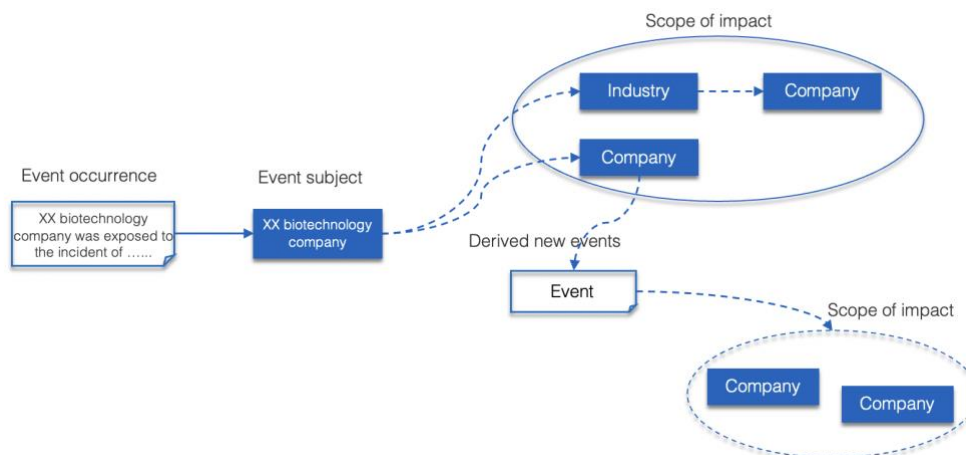 Scope of impact
Industry
Company
Company
Event occurrence
Event subject
XX biotechnology
company was exposed to
the incident of …...
XX biotechnology
company
Derived new events
Event
Scope of impact
Company
Company